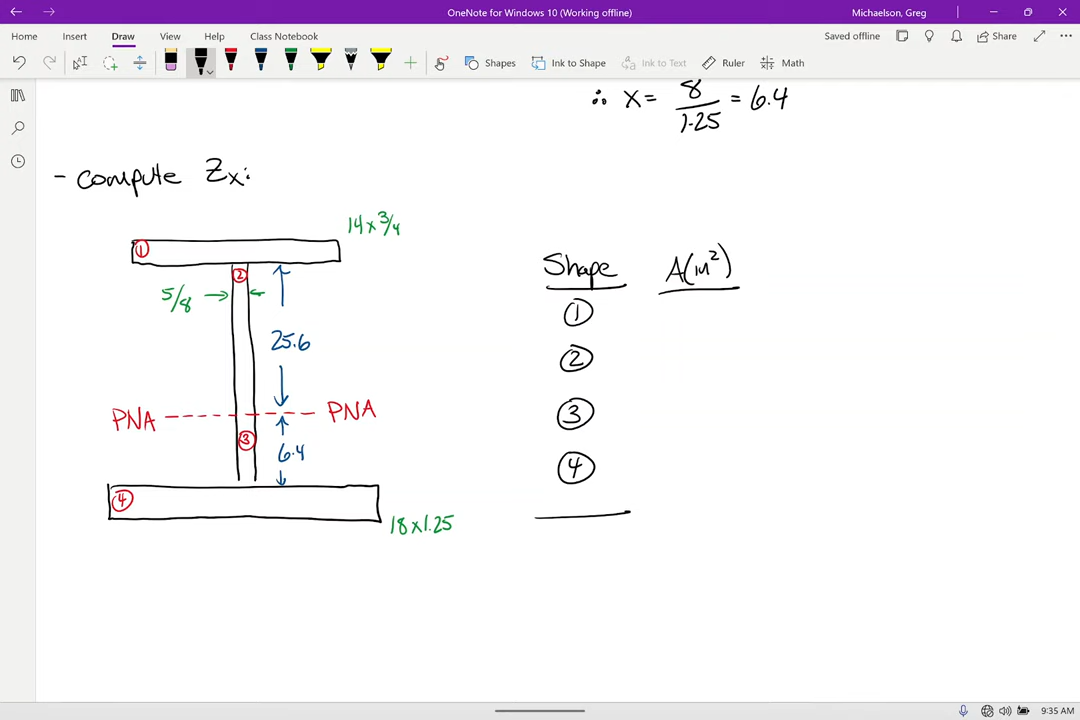 OneNote for Windows 10 (Working offline)
Michaelson, Greg
Home Insert Draw View Help Class Notebook
Saved offline
Share
Shapes
Ink to Shape
Ink to Text
Ruler
Math
∴ X = 8/1.25 = 6.4
- compute Zx:
14 x 3/4
1
2
5/8
25.6
PNA
PNA
3
6.4
4
18 x 1.25
Shape A(in²)
1
2
3
4
9:35 AM